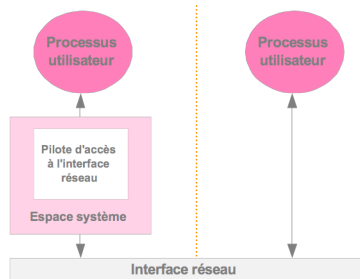 Processus
utilisateur
Processus
utilisateur
Pilote d'accès
à l'interface
réseau
Espace système
Interface réseau